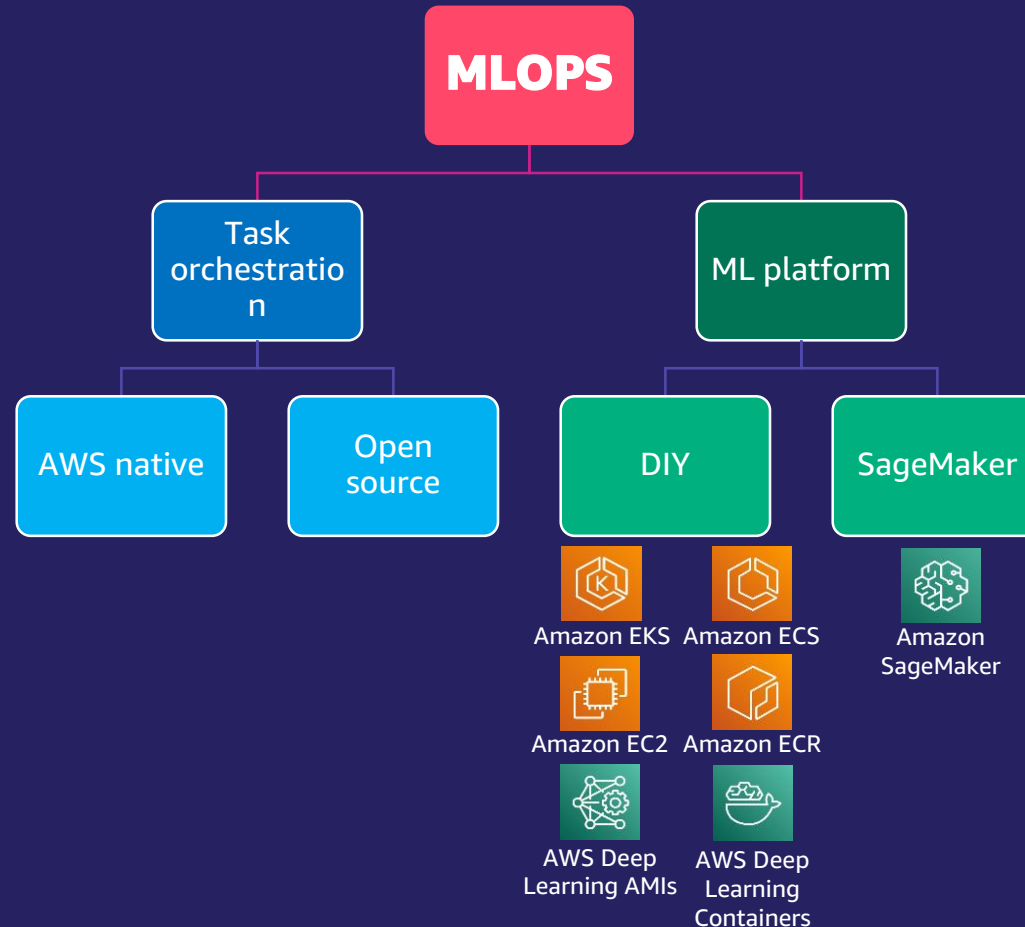 MLOPS
Task
orchestratio
n
ML platform
AWS native
Open
source
DIY
SageMaker
K
Amazon EKS
Amazon ECS
Amazon
SageMaker
Amazon EC2
Amazon ECR
AWS Deep
Learning AMIs
AWS Deep
Learning
Containers